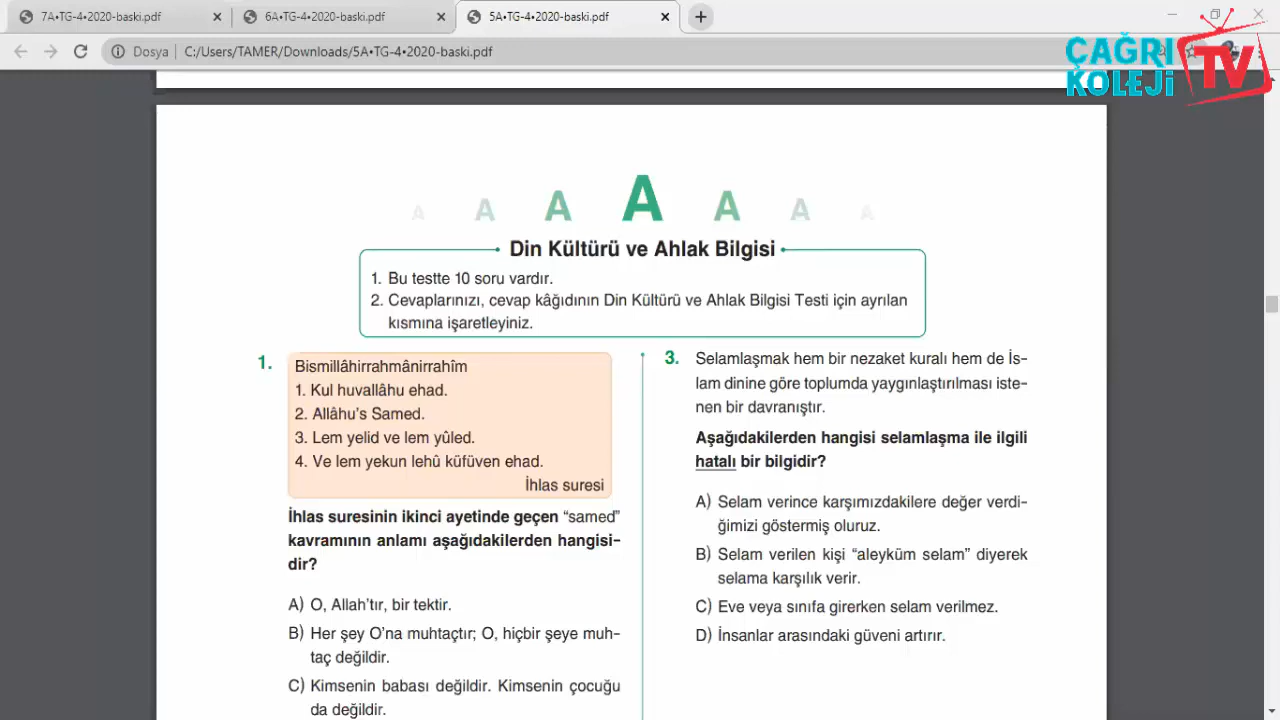 7A•TG-4•2020-baski.pdf
6A•TG-4•2020-baski.pdf
5A•TG-4•2020-baski.pdf
Dosya
C:/Users/TAMER/Downloads/5A•TG-4•2020-baski.pdf
ÇAĞRI
KOLEJİ
TV
A A A A A A A
Din Kültürü ve Ahlak Bilgisi
1. Bu testte 10 soru vardır.
2. Cevaplarınızı, cevap kâğıdının Din Kültürü ve Ahlak Bilgisi Testi için ayrılan
kısmına işaretleyiniz.
1.
Bismillâhirrahmânirrahîm
1. Kul huvallâhu ehad.
2. Allâhu's Samed.
3. Lem yelid ve lem yûled.
4. Ve lem yekun lehû küfüven ehad.
İhlas suresi
İhlas suresinin ikinci ayetinde geçen “samed”
kavramının anlamı aşağıdakilerden hangisi-
dir?
A) O, Allah'tır, bir tektir.
B) Her şey O'na muhtaçtır; O, hiçbir şeye muh-
taç değildir.
C) Kimsenin babası değildir. Kimsenin çocuğu
da değildir.
3. Selamlaşmak hem bir nezaket kuralı hem de İs-
lam dinine göre toplumda yaygınlaştırılması iste-
nen bir davranıştır.
Aşağıdakilerden hangisi selamlaşma ile ilgili
hatalı bir bilgidir?
A) Selam verince karşımızdakilere değer verdi-
ğimizi göstermiş oluruz.
B) Selam verilen kişi “aleyküm selam” diyerek
selama karşılık verir.
C) Eve veya sınıfa girerken selam verilmez.
D) İnsanlar arasındaki güveni artırır.